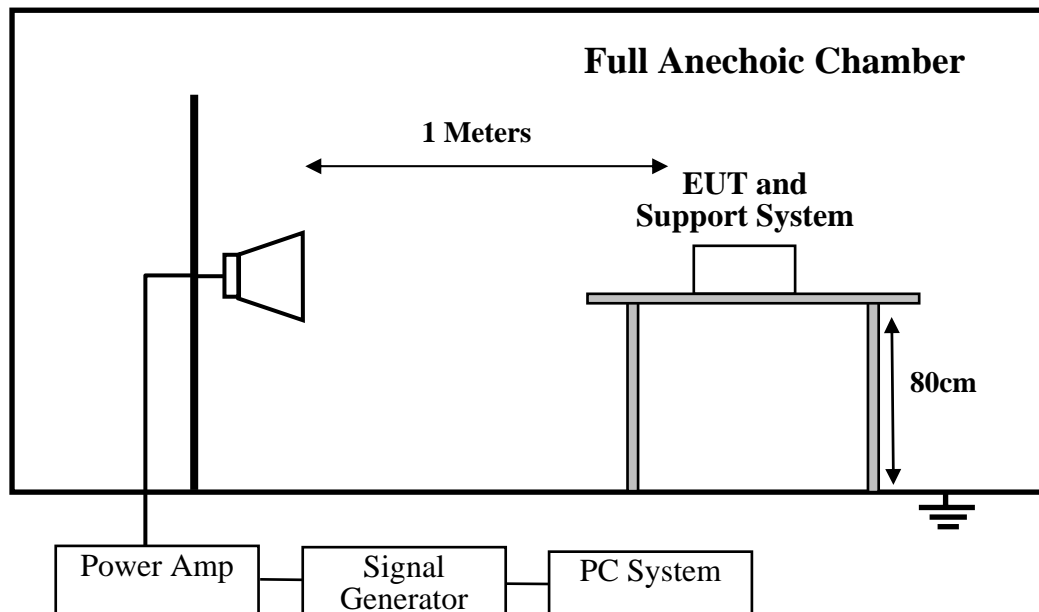 Full Anechoic Chamber
1 Meters
EUT and
Support System
80cm
Power Amp
Signal
Generator
PC System